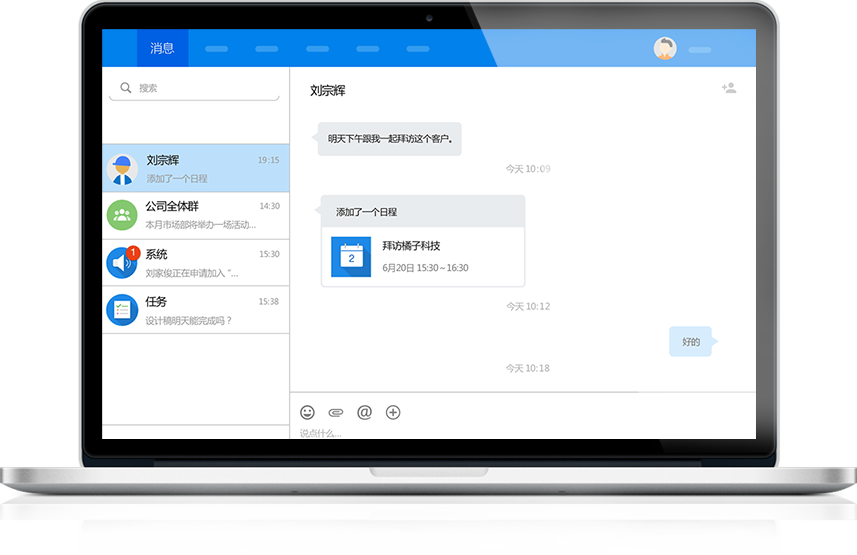 消息
搜索
刘宗辉
19:15
添加了一个日程
公司全体群
14:30
本月市场部将举办一场活动...
1
系统
15:30
刘家俊正在申请加入“...
任务
15:38
设计稿明天能完成吗？
刘宗辉
明天下午跟我一起拜访这个客户。
今天 10:09
添加了一个日程
2
拜访橘子科技
6月20日 15:30～16:30
今天 10:12
好的
今天 10:18
@
说点什么...